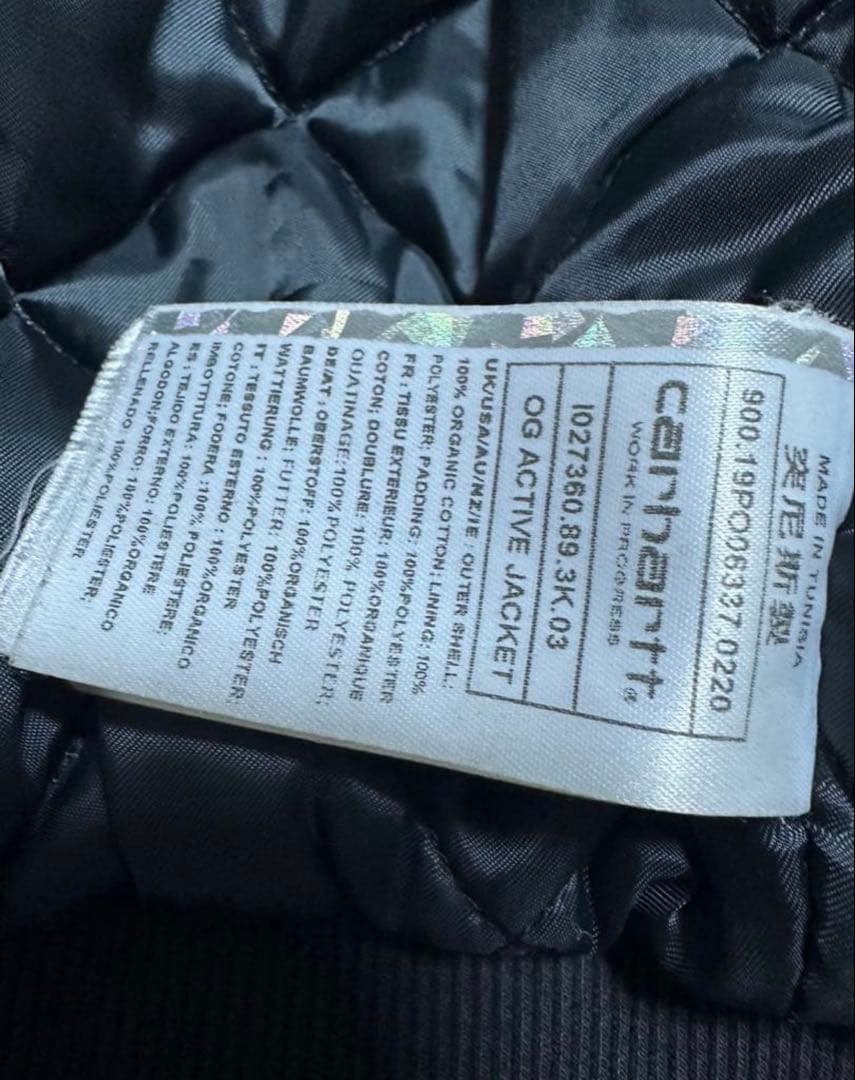 MADE IN TUNISIA
突尼斯製
900.19PO06337.0220
carhartt®
WORK IN PROGRESS
I027360.89.3K.03
OG ACTIVE JACKET
UK/USA/AU/NZ/IE : OUTER SHELL:
100% ORGANIC COTTON; LINING: 100%
POLYESTER; PADDING: 100%POLYESTER
FR : TISSU EXTERIEUR: 100%ORGANIQUE
COTON; DOUBLURE: 100% POLYESTER;
OUATINAGE:100%POLYESTER
DE/AT : OBERSTOFF: 100%ORGANISCH
BAUMWOLLE; FUTTER: 100%POLYESTER;
WATTIERUNG : 100%POLYESTER
IT : TESSUTO ESTERNO : 100%ORGANICO
COTONE; FODERA :100% POLIESTERE;
IMBOTTITURA: 100%POLIESTERE
ES : TEJIDO EXTERNO: 100%ORGANICO
ALGODON;FORRO: 100%POLIESTER;
RELLENADO: 100%POLIESTER